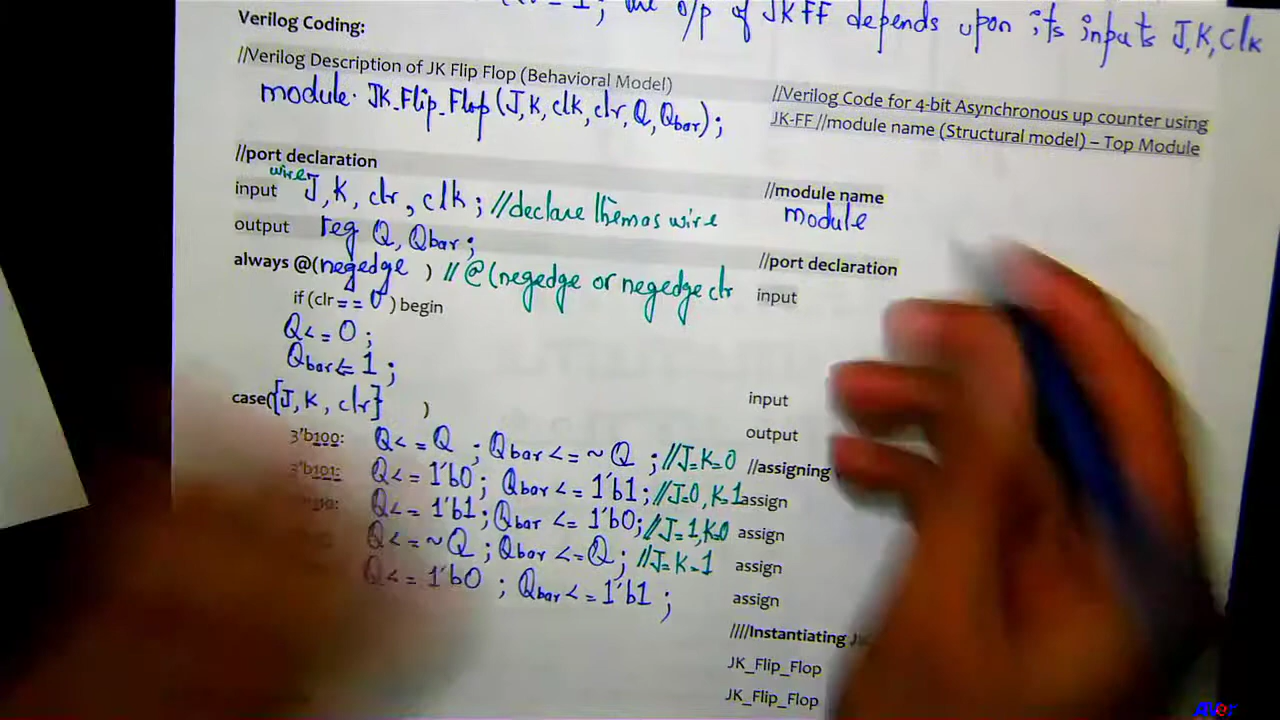 (clr = 1 ; the o/p of JKFF depends upon its inputs J,K,Clk
Verilog Coding:
//Verilog Description of JK Flip Flop (Behavioral Model)
module JK_Flip_Flop(J,K,clk,clr,Q,Qbar);
//port declaration
wire
input J, K, clr, clk; //declare them as wire
output reg Q, Qbar;
always @(negedge ) // @(negedge or negedge clr
if (clr == 0 ) begin
Q<=0;
Qbar<=1;
case({J,K,clr} )
3'b100: Q<=Q ; Qbar<=~Q ; //J=K=0
3'b101: Q<=1'b0; Qbar<=1'b1; //J=0, K=1
Q<=1'b1; Qbar<=1'b0; //J=1,K=0
Q<=~Q ; Qbar<=Q ; //J=K=1
Q<=1'b0 ; Qbar<=1'b1 ;
//Verilog Code for 4-bit Asynchronous up counter using
JK-FF //module name (Structural model) – Top Module
//module name
module
//port declaration
input
input
output
//assigning
assign
assign
assign
assign
////Instantiating
JK_Flip_Flop
JK_Flip_Flop
AVer